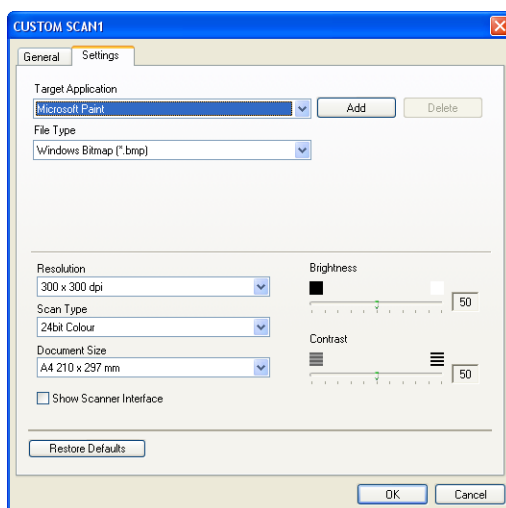 CUSTOM SCAN1
General Settings
Target Application
Microsoft Paint Add Delete
File Type
Windows Bitmap (*.bmp)
Resolution
300 x 300 dpi
Scan Type
24bit Colour
Document Size
A4 210 x 297 mm
Show Scanner Interface
Brightness
50
Contrast
50
Restore Defaults
OK Cancel